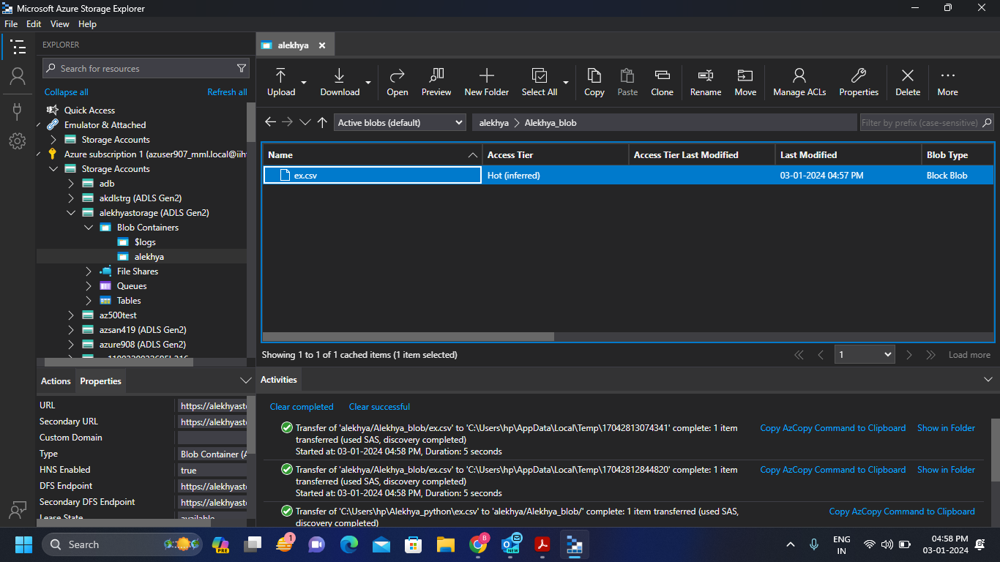 Microsoft Azure Storage Explorer
File Edit View Help
EXPLORER
Search for resources
Collapse all Refresh all
Quick Access
Emulator & Attached
Storage Accounts
Azure subscription 1 (azuser907_mml.local@iih
Storage Accounts
adb
akdlstrg (ADLS Gen2)
alekhyastorage (ADLS Gen2)
Blob Containers
$logs
alekhya
File Shares
Queues
Tables
az500test
azsan419 (ADLS Gen2)
azure908 (ADLS Gen2)
Actions Properties
URL https://alekhyast
Secondary URL https://alekhyast
Custom Domain
Type Blob Container (A
HNS Enabled true
DFS Endpoint https://alekhyast
Secondary DFS Endpoint https://alekhyast
Lease State available
alekhya
Upload Download Open Preview New Folder Select All Copy Paste Clone Rename Move Manage ACLs Properties Delete More
Active blobs (default) alekhya Alekhya_blob Filter by prefix (case-sensitive)
Name Access Tier Access Tier Last Modified Last Modified Blob Type
ex.csv Hot (inferred) 03-01-2024 04:57 PM Block Blob
Showing 1 to 1 of 1 cached items (1 item selected) 1 Load more
Activities
Clear completed Clear successful
Transfer of 'alekhya/Alekhya_blob/ex.csv' to 'C:\Users\hp\AppData\Local\Temp\17042813074341' complete: 1 item Copy AzCopy Command to Clipboard Show in Folder
transferred (used SAS, discovery completed)
Started at: 03-01-2024 04:58 PM, Duration: 5 seconds
Transfer of 'alekhya/Alekhya_blob/ex.csv' to 'C:\Users\hp\AppData\Local\Temp\17042812844820' complete: 1 item Copy AzCopy Command to Clipboard Show in Folder
transferred (used SAS, discovery completed)
Started at: 03-01-2024 04:58 PM, Duration: 5 seconds
Transfer of 'C:\Users\hp\Alekhya_python\ex.csv' to 'alekhya/Alekhya_blob/' complete: 1 item transferred (used SAS, Copy AzCopy Command to Clipboard
discovery completed)
Search PRE 1 B NEW ENG 04:58 PM
IN 03-01-2024